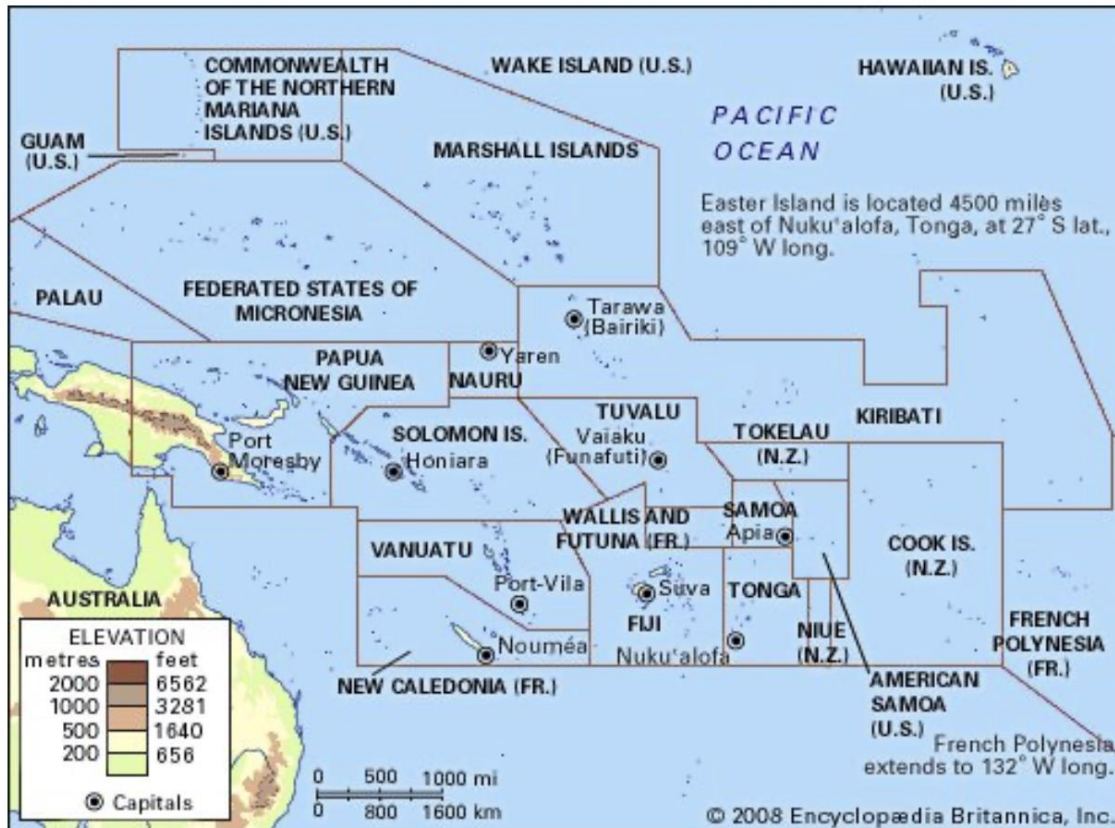 COMMONWEALTH
OF THE NORTHERN
MARIANA
ISLANDS (U.S.)
WAKE ISLAND (U.S.)
HAWAIIAN IS.
(U.S.)
GUAM
(U.S.)
MARSHALL ISLANDS
PACIFIC
OCEAN
Easter Island is located 4500 miles
east of Nuku'alofa, Tonga, at 27° S lat.,
109° W long.
PALAU
FEDERATED STATES OF
MICRONESIA
Tarawa
(Bairiki)
Yaren
NAURU
PAPUA
NEW GUINEA
KIRIBATI
TUVALU
Vaiaku
(Funafuti)
TOKELAU
(N.Z.)
SOLOMON IS.
Honiara
Port
Moresby
WALLIS AND
FUTUNA (FR.)
SAMOA
Apia
COOK IS.
(N.Z.)
VANUATU
Port-Vila
Suva
FIJI
TONGA
Nuku'alofa
NIUE
(N.Z.)
FRENCH
POLYNESIA
(FR.)
AUSTRALIA
Nouméa
NEW CALEDONIA (FR.)
AMERICAN
SAMOA
(U.S.)
French Polynesia
extends to 132° W long.
ELEVATION
metres feet
2000 6562
1000 3281
500 1640
200 656
Capitals
0 500 1000 mi
0 800 1600 km
© 2008 Encyclopædia Britannica, Inc.